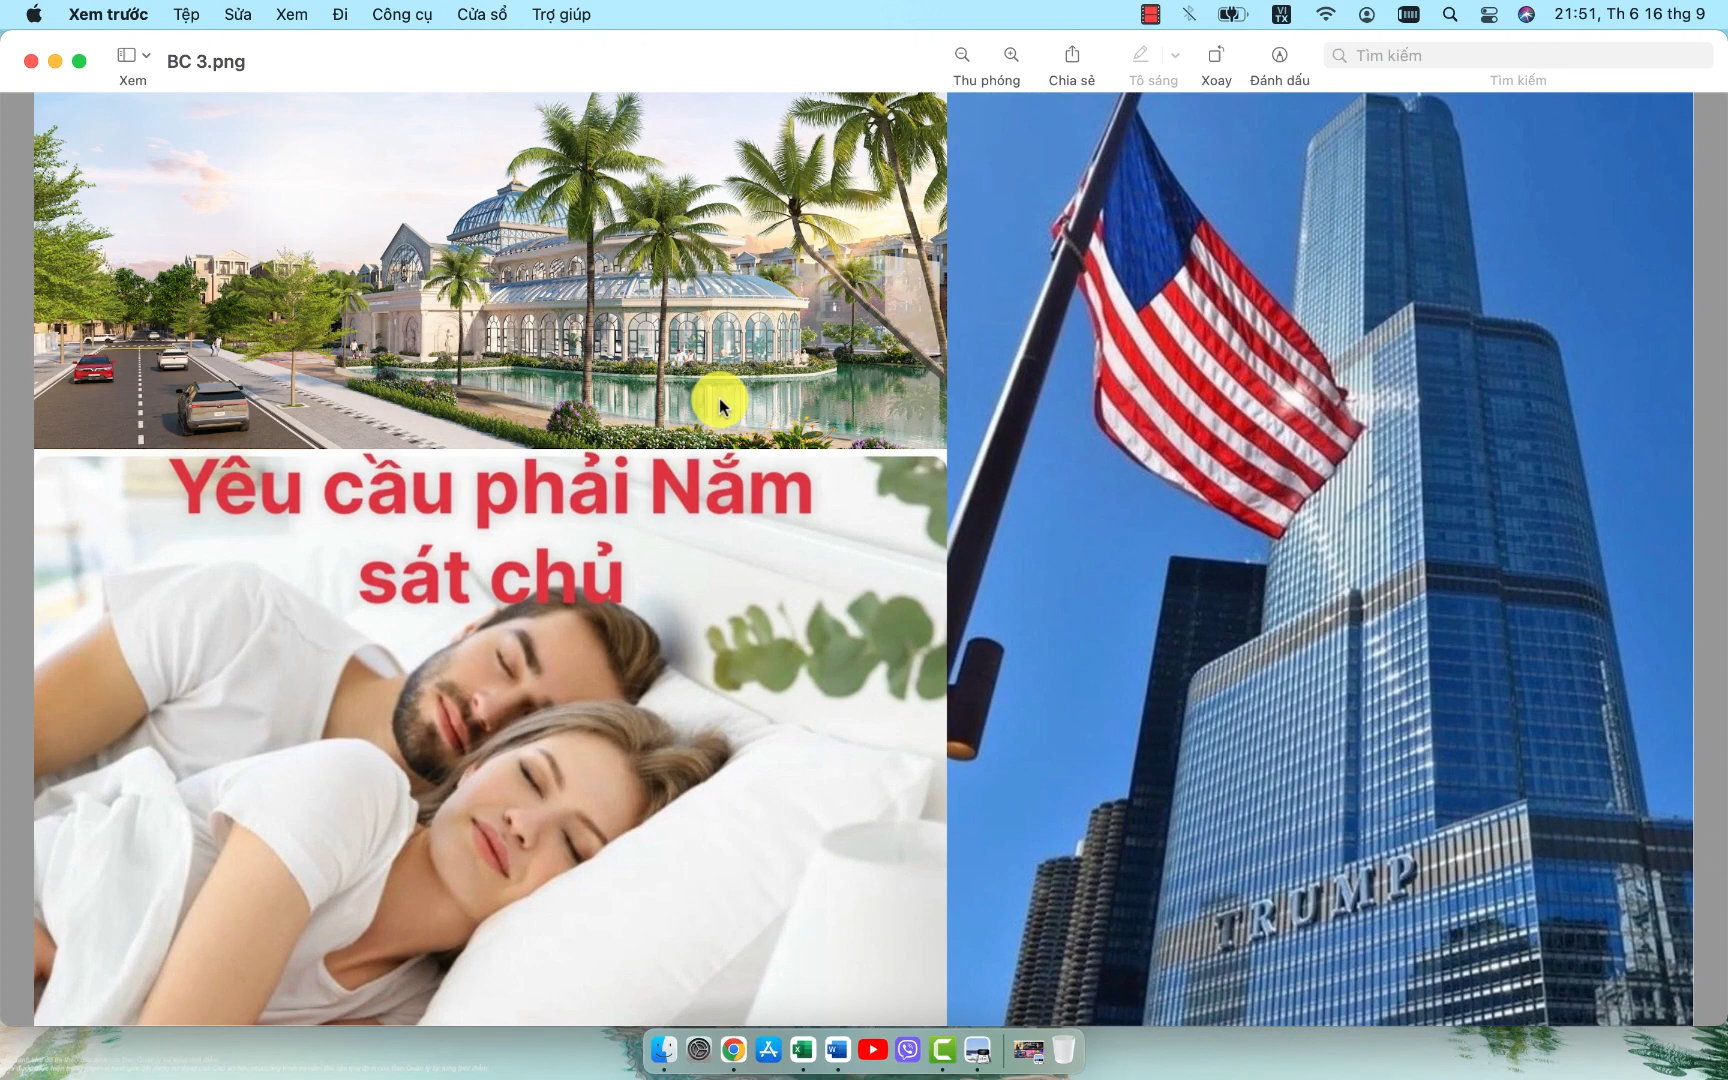 Xem trước Tệp Sửa Xem Đi Công cụ Cửa sổ Trợ giúp VI TX 21:51, Th 6 16 thg 9
BC 3.png
Tìm kiếm
Xem Thu phóng Chia sẻ Tô sáng Xoay Đánh dấu Tìm kiếm
Yêu cầu phải Nắm
sát chủ
TRUMP